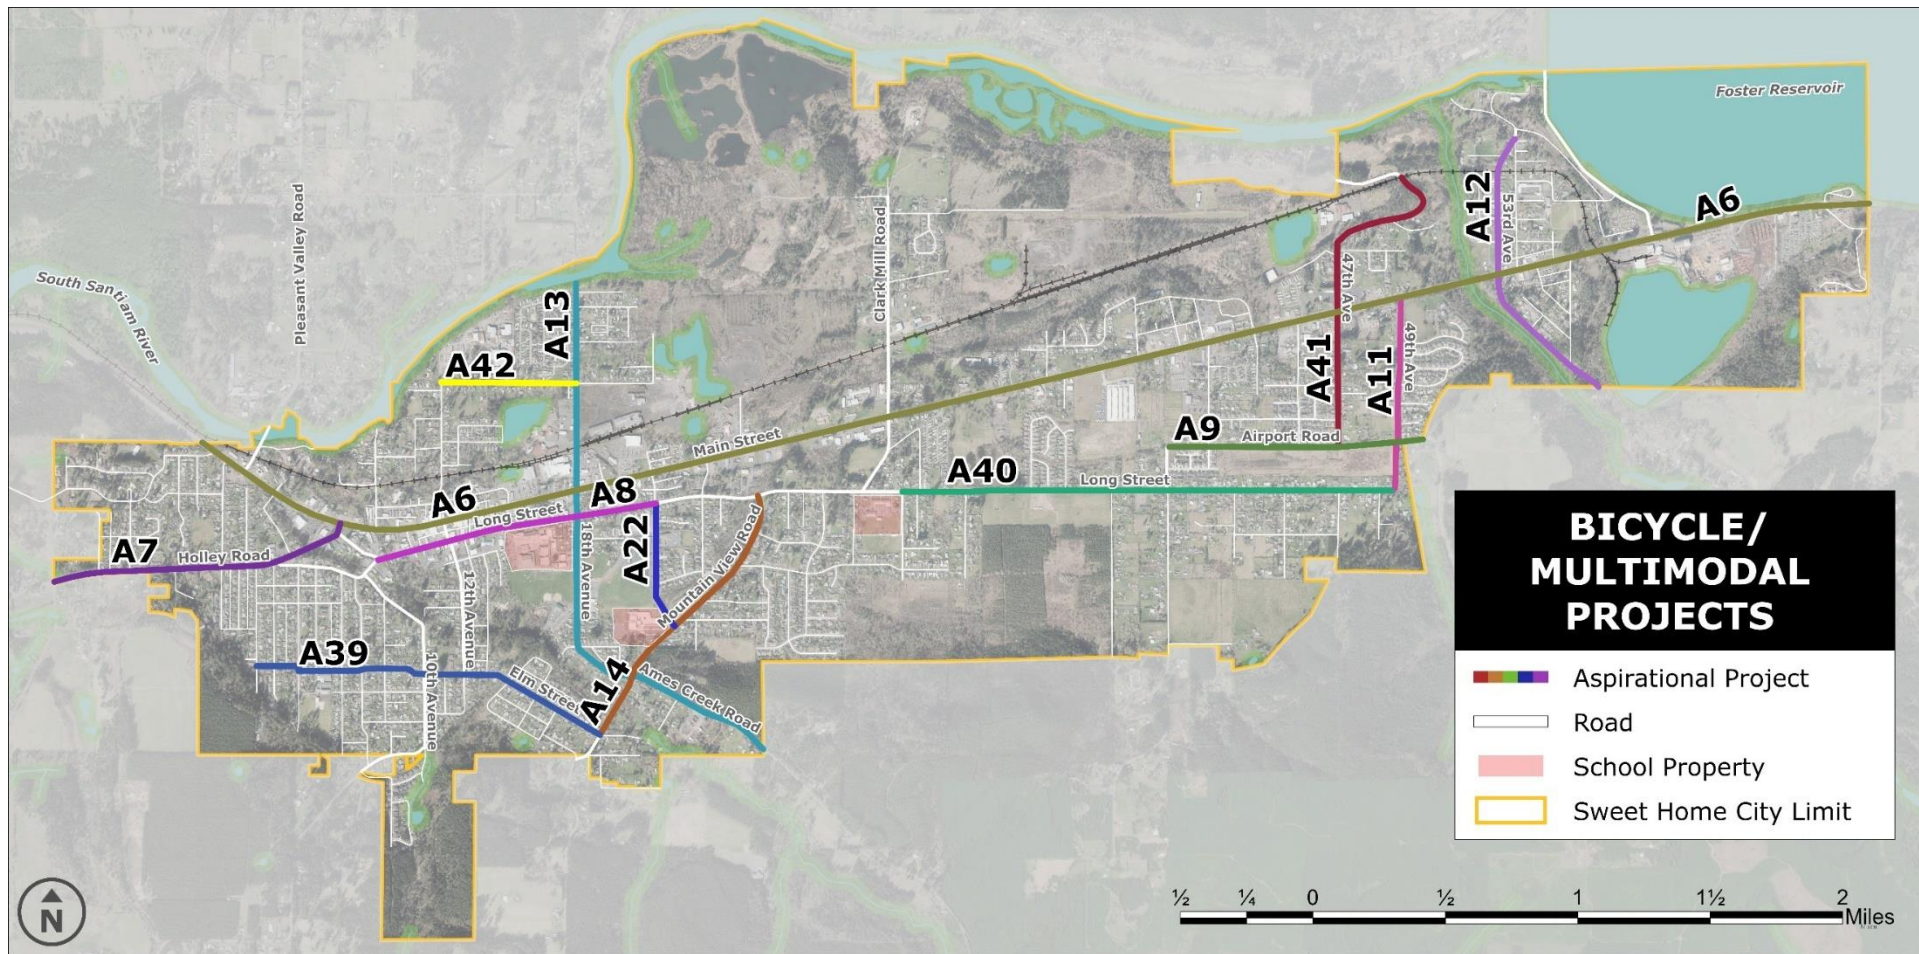 Foster Reservoir
A6
A12
53rd Ave
South Santiam River
Pleasant Valley Road
Clark Mill Road
A13
A42
47th Ave
A41
49th Ave
A11
A9
Airport Road
Main Street
A6
A8
Long Street
A40
Long Street
A7
Holley Road
18th Avenue
A22
Mountain View Road
12th Avenue
A39
10th Avenue
Elm Street
A14
Ames Creek Road
BICYCLE/
MULTIMODAL
PROJECTS
Aspirational Project
Road
School Property
Sweet Home City Limit
N
½ ¼ 0 ½ 1 1½ 2
Miles